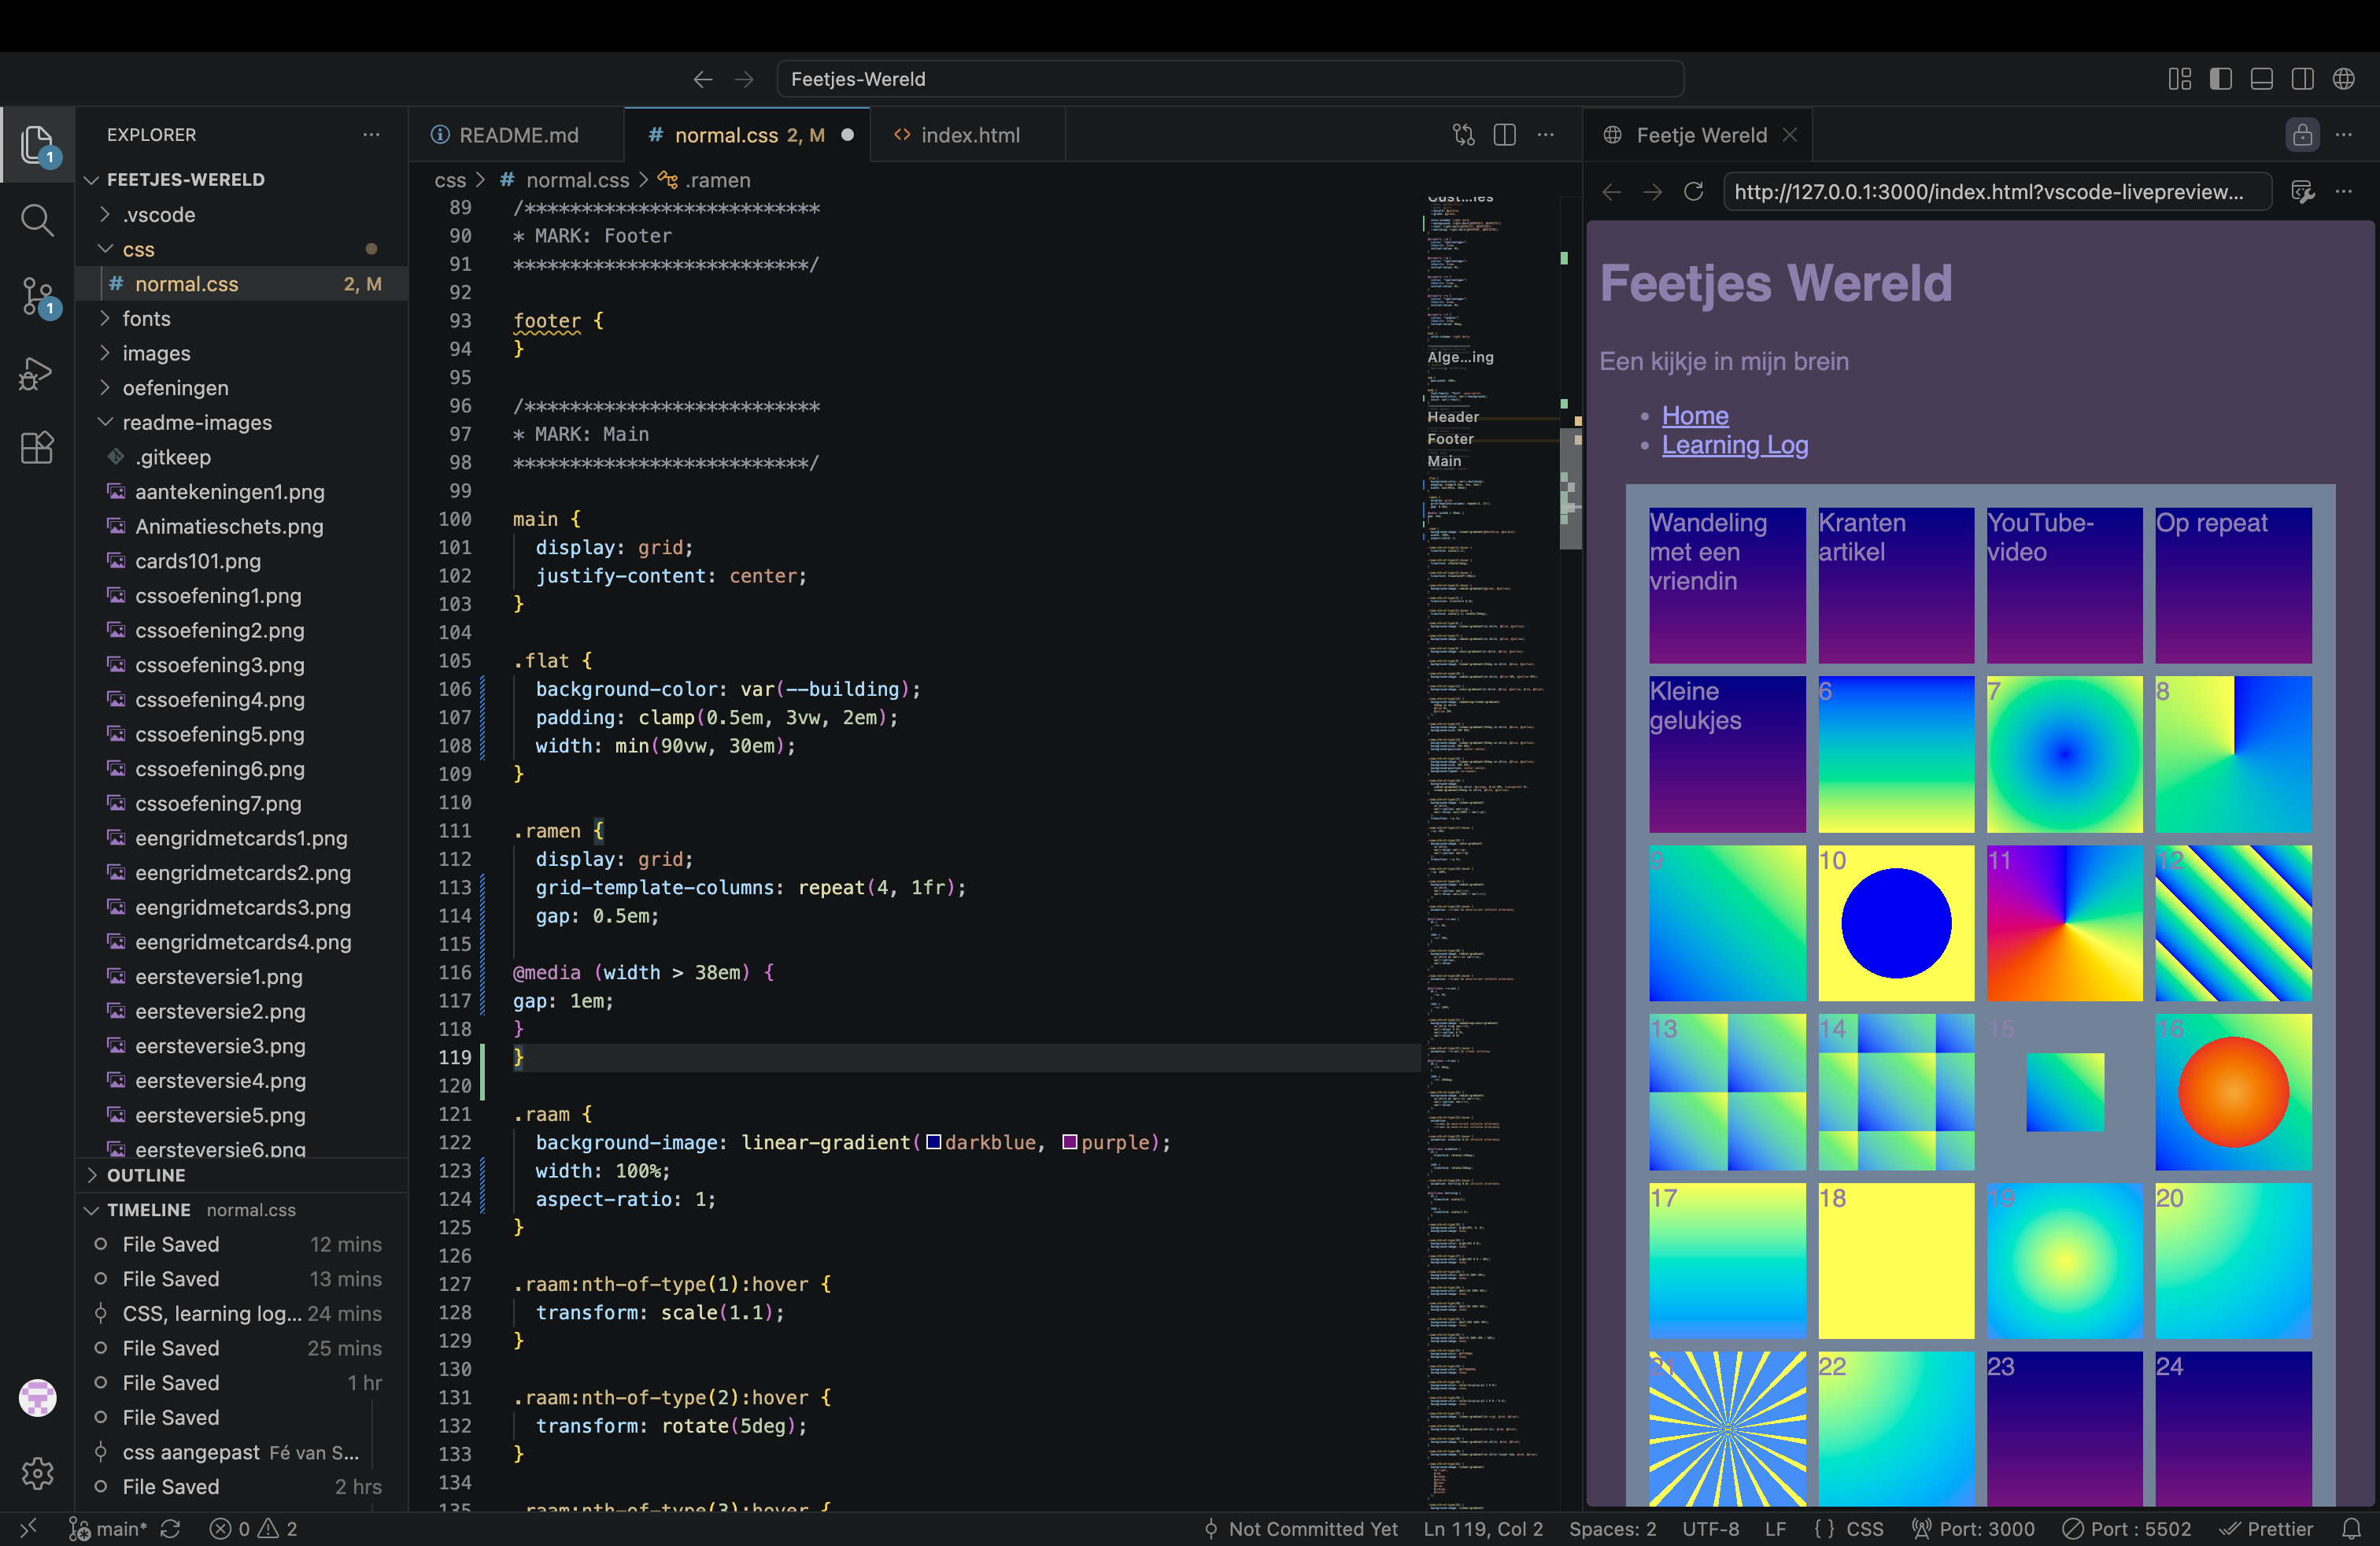 Feetjes-Wereld
EXPLORER
FEETJES-WERELD
.vscode
css
# normal.css 2, M
fonts
images
oefeningen
readme-images
.gitkeep
aantekeningen1.png
Animatieschets.png
cards101.png
cssoefening1.png
cssoefening2.png
cssoefening3.png
cssoefening4.png
cssoefening5.png
cssoefening6.png
cssoefening7.png
eengridmetcards1.png
eengridmetcards2.png
eengridmetcards3.png
eengridmetcards4.png
eersteversie1.png
eersteversie2.png
eersteversie3.png
eersteversie4.png
eersteversie5.png
eersteversie6.png
OUTLINE
TIMELINE normal.css
File Saved 12 mins
File Saved 13 mins
CSS, learning log... 24 mins
File Saved 25 mins
File Saved 1 hr
File Saved
css aangepast Fé van S...
File Saved 2 hrs
README.md
# normal.css 2, M
<> index.html
css > # normal.css > .ramen
89 /**************************
90 * MARK: Footer
91 **************************/
92
93 footer {
94 }
95
96 /**************************
97 * MARK: Main
98 **************************/
99
100 main {
101 display: grid;
102 justify-content: center;
103 }
104
105 .flat {
106 background-color: var(--building);
107 padding: clamp(0.5em, 3vw, 2em);
108 width: min(90vw, 30em);
109 }
110
111 .ramen {
112 display: grid;
113 grid-template-columns: repeat(4, 1fr);
114 gap: 0.5em;
115
116 @media (width > 38em) {
117 gap: 1em;
118 }
119 }
120
121 .raam {
122 background-image: linear-gradient(darkblue, purple);
123 width: 100%;
124 aspect-ratio: 1;
125 }
126
127 .raam:nth-of-type(1):hover {
128 transform: scale(1.1);
129 }
130
131 .raam:nth-of-type(2):hover {
132 transform: rotate(5deg);
133 }
134
135 .raam:nth-of-type(3):hover {
Cust...ies
Alge...ing
Header
Footer
Main
Feetje Wereld
http://127.0.0.1:3000/index.html?vscode-livepreview...
Feetjes Wereld
Een kijkje in mijn brein
Home
Learning Log
Wandeling met een vriendin
Kranten artikel
YouTube-video
Op repeat
Kleine gelukjes
6
7
8
9
10
11
12
13
14
15
16
17
18
19
20
21
22
23
24
main* 0 2
Not Committed Yet Ln 119, Col 2 Spaces: 2 UTF-8 LF {} CSS Port: 3000 Port : 5502 Prettier